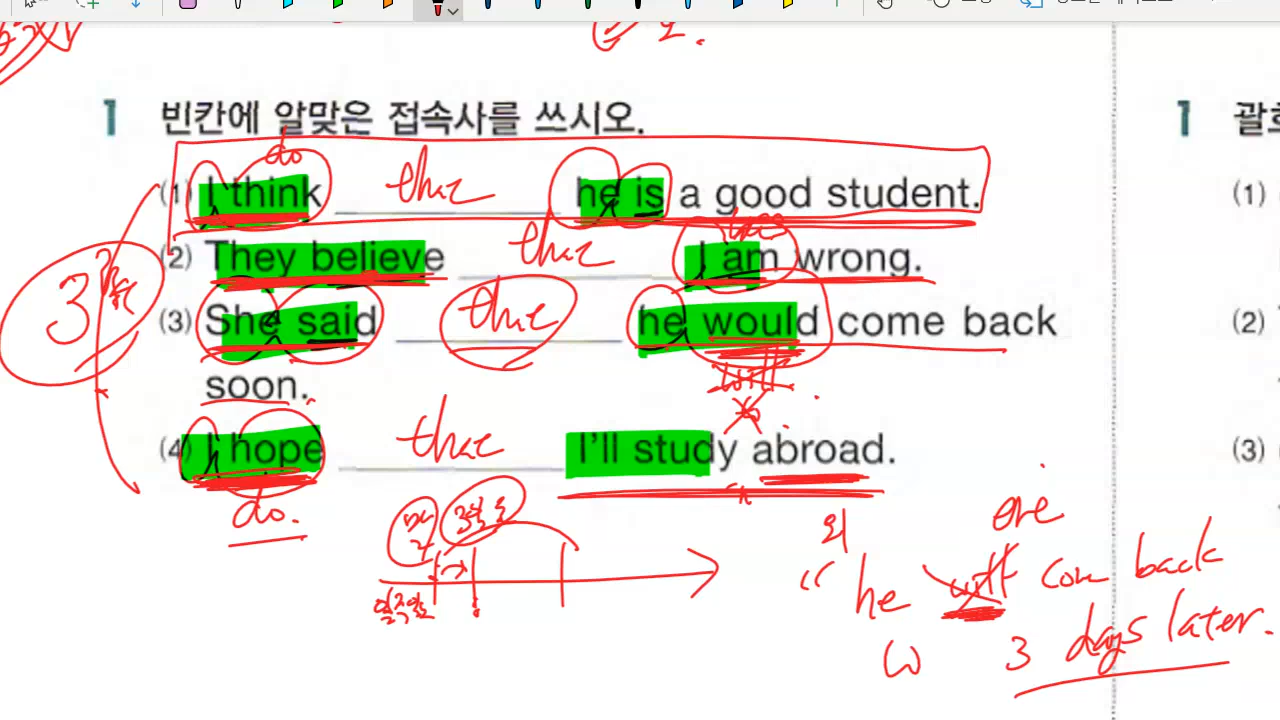 1 빈칸에 알맞은 접속사를 쓰시오. 1 괄호
do
(1) I think that he is a good student. (1)
(2) They believe that I am wrong.
(3) She said that he would come back (2)
soon.
will
(4) I hope that I'll study abroad. (3)
do.
"he will come back
3 days later.